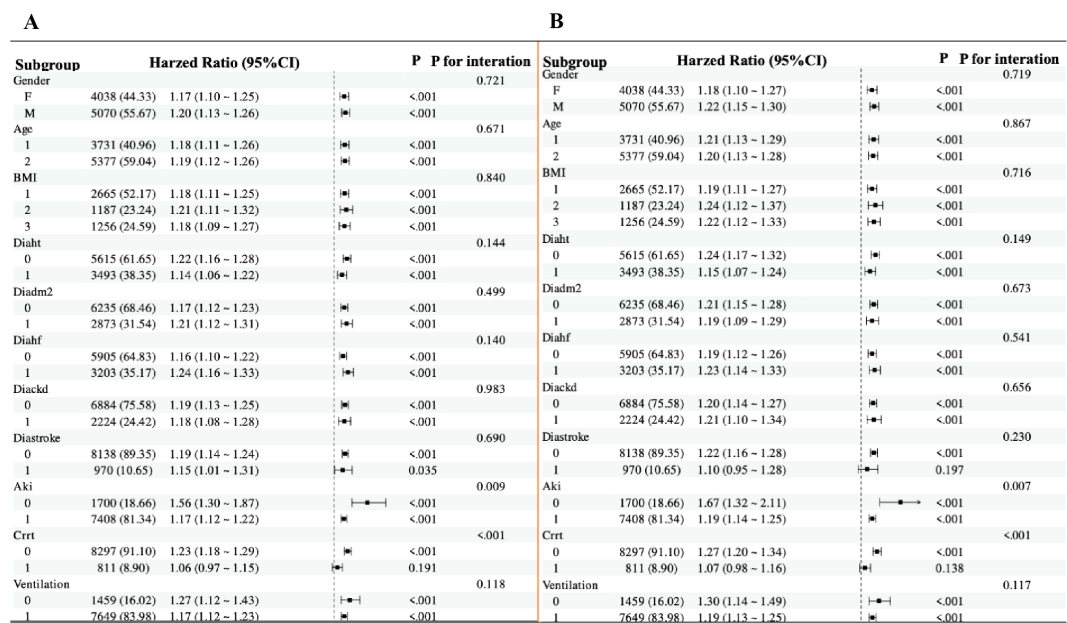 A
Subgroup Harzed Ratio (95%CI) P P for interation
Gender 0.721
F 4038 (44.33) 1.17 (1.10 ~ 1.25) <.001
M 5070 (55.67) 1.20 (1.13 ~ 1.26) <.001
Age 0.671
1 3731 (40.96) 1.18 (1.11 ~ 1.26) <.001
2 5377 (59.04) 1.19 (1.12 ~ 1.26) <.001
BMI 0.840
1 2665 (52.17) 1.18 (1.11 ~ 1.25) <.001
2 1187 (23.24) 1.21 (1.11 ~ 1.32) <.001
3 1256 (24.59) 1.18 (1.09 ~ 1.27) <.001
Diaht 0.144
0 5615 (61.65) 1.22 (1.16 ~ 1.28) <.001
1 3493 (38.35) 1.14 (1.06 ~ 1.22) <.001
Diadm2 0.499
0 6235 (68.46) 1.17 (1.12 ~ 1.23) <.001
1 2873 (31.54) 1.21 (1.12 ~ 1.31) <.001
Diahf 0.140
0 5905 (64.83) 1.16 (1.10 ~ 1.22) <.001
1 3203 (35.17) 1.24 (1.16 ~ 1.33) <.001
Diackd 0.983
0 6884 (75.58) 1.19 (1.13 ~ 1.25) <.001
1 2224 (24.42) 1.18 (1.08 ~ 1.28) <.001
Diastroke 0.690
0 8138 (89.35) 1.19 (1.14 ~ 1.24) <.001
1 970 (10.65) 1.15 (1.01 ~ 1.31) 0.035
Aki 0.009
0 1700 (18.66) 1.56 (1.30 ~ 1.87) <.001
1 7408 (81.34) 1.17 (1.12 ~ 1.22) <.001
Crrt <.001
0 8297 (91.10) 1.23 (1.18 ~ 1.29) <.001
1 811 (8.90) 1.06 (0.97 ~ 1.15) 0.191
Ventilation 0.118
0 1459 (16.02) 1.27 (1.12 ~ 1.43) <.001
1 7649 (83.98) 1.17 (1.12 ~ 1.23) <.001
B
Subgroup Harzed Ratio (95%CI) P P for interation
Gender 0.719
F 4038 (44.33) 1.18 (1.10 ~ 1.27) <.001
M 5070 (55.67) 1.22 (1.15 ~ 1.30) <.001
Age 0.867
1 3731 (40.96) 1.21 (1.13 ~ 1.29) <.001
2 5377 (59.04) 1.20 (1.13 ~ 1.28) <.001
BMI 0.716
1 2665 (52.17) 1.19 (1.11 ~ 1.27) <.001
2 1187 (23.24) 1.24 (1.12 ~ 1.37) <.001
3 1256 (24.59) 1.22 (1.12 ~ 1.33) <.001
Diaht 0.149
0 5615 (61.65) 1.24 (1.17 ~ 1.32) <.001
1 3493 (38.35) 1.15 (1.07 ~ 1.24) <.001
Diadm2 0.673
0 6235 (68.46) 1.21 (1.15 ~ 1.28) <.001
1 2873 (31.54) 1.19 (1.09 ~ 1.29) <.001
Diahf 0.541
0 5905 (64.83) 1.19 (1.12 ~ 1.26) <.001
1 3203 (35.17) 1.23 (1.14 ~ 1.33) <.001
Diackd 0.656
0 6884 (75.58) 1.20 (1.14 ~ 1.27) <.001
1 2224 (24.42) 1.21 (1.10 ~ 1.34) <.001
Diastroke 0.230
0 8138 (89.35) 1.22 (1.16 ~ 1.28) <.001
1 970 (10.65) 1.10 (0.95 ~ 1.28) 0.197
Aki 0.007
0 1700 (18.66) 1.67 (1.32 ~ 2.11) <.001
1 7408 (81.34) 1.19 (1.14 ~ 1.25) <.001
Crrt <.001
0 8297 (91.10) 1.27 (1.20 ~ 1.34) <.001
1 811 (8.90) 1.07 (0.98 ~ 1.16) 0.138
Ventilation 0.117
0 1459 (16.02) 1.30 (1.14 ~ 1.49) <.001
1 7649 (83.98) 1.19 (1.13 ~ 1.25) <.001